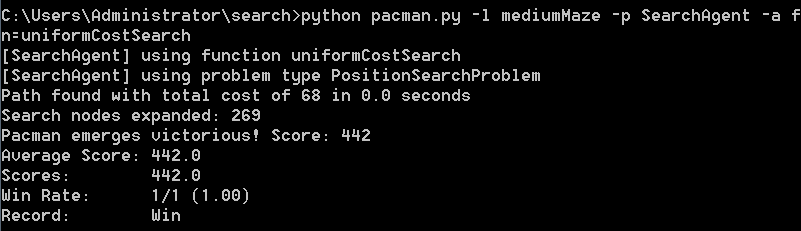 C:\Users\Administrator\search>python pacman.py -l mediumMaze -p SearchAgent -a f
n=uniformCostSearch
[SearchAgent] using function uniformCostSearch
[SearchAgent] using problem type PositionSearchProblem
Path found with total cost of 68 in 0.0 seconds
Search nodes expanded: 269
Pacman emerges victorious! Score: 442
Average Score: 442.0
Scores:        442.0
Win Rate:      1/1 (1.00)
Record:        Win